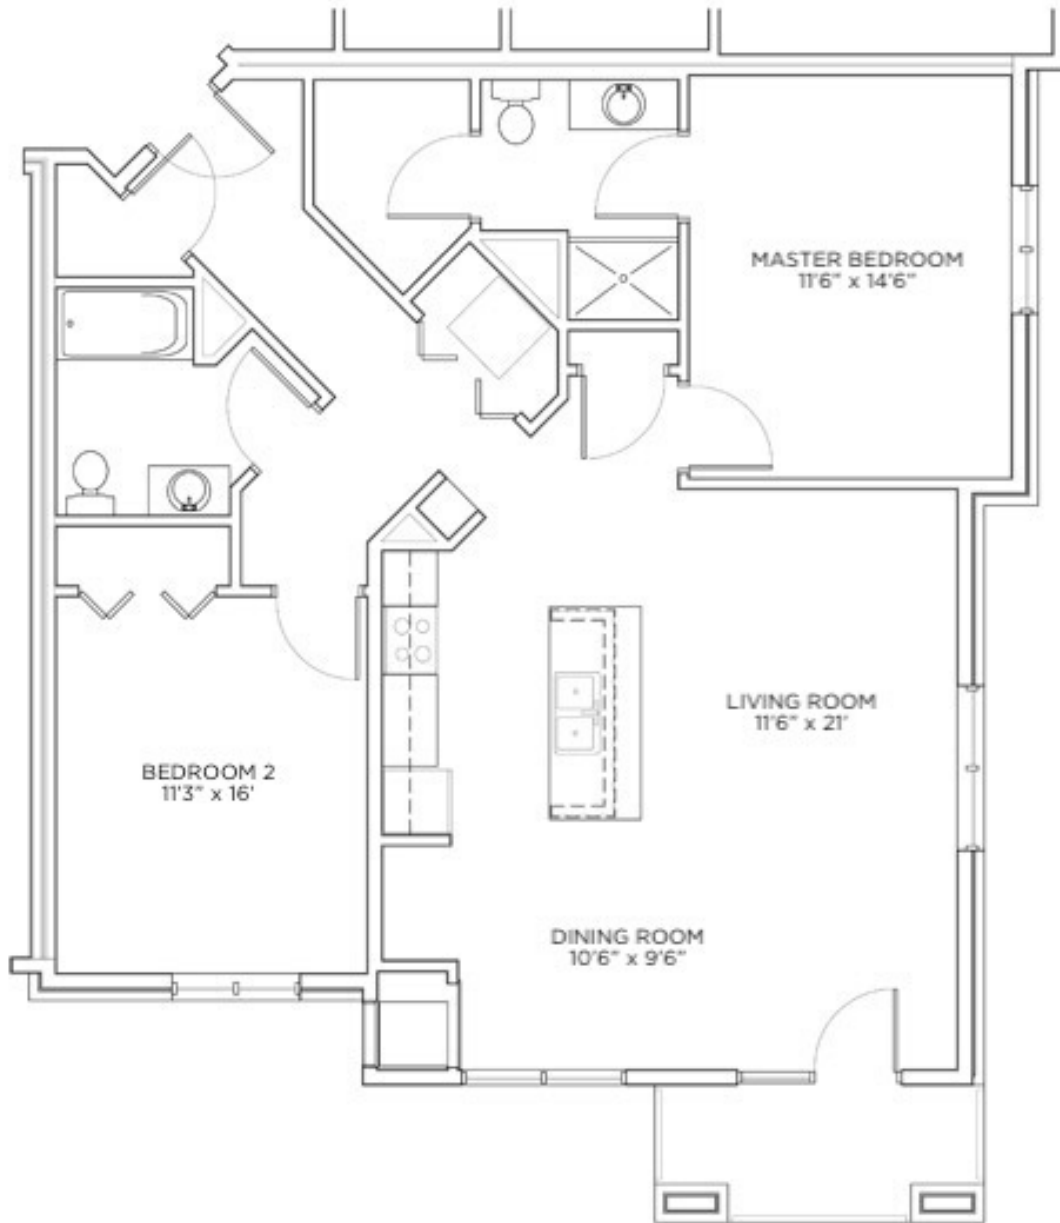 MASTER BEDROOM
11'6" x 14'6"
LIVING ROOM
11'6" x 21'
BEDROOM 2
11'3" x 16'
DINING ROOM
10'6" x 9'6"